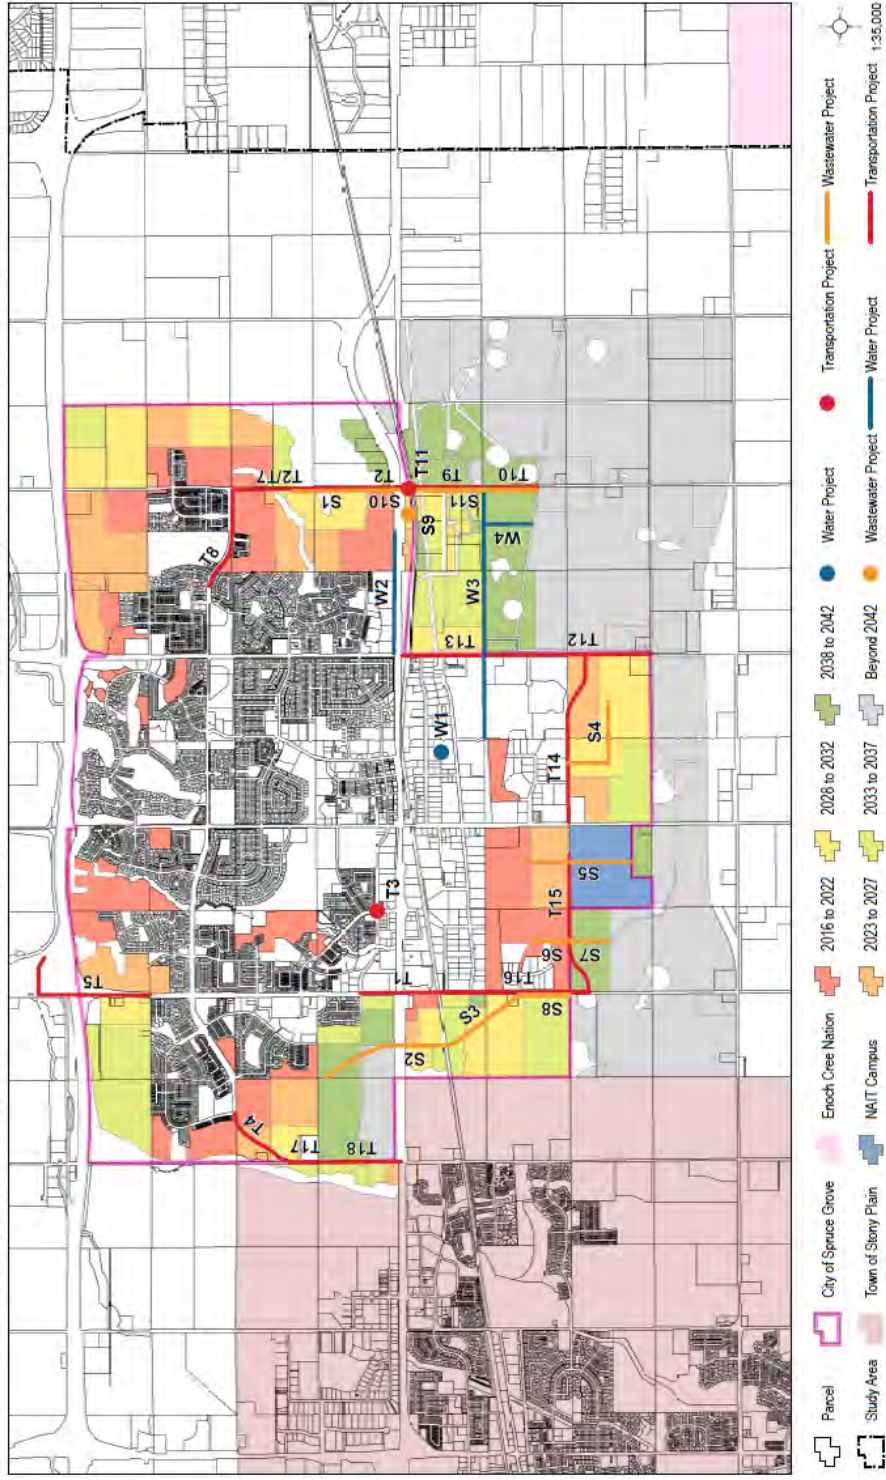 T8
T2/T7
S1
T2
S10
T11
S9
T9
S11
T10
W4
W2
W3
T13
T12
W1
S4
T14
T3
S5
T15
S6
S7
T5
T1
T16
S8
S3
S2
T4
T17
T18
Parcel
City of Spruce Grove
Enoch Cree Nation
2016 to 2022
2028 to 2032
2038 to 2042
Water Project
Transportation Project
Wastewater Project
Study Area
Town of Stony Plain
NAIT Campus
2023 to 2027
2033 to 2037
Beyond 2042
Wastewater Project
Water Project
Transportation Project
1:35,000